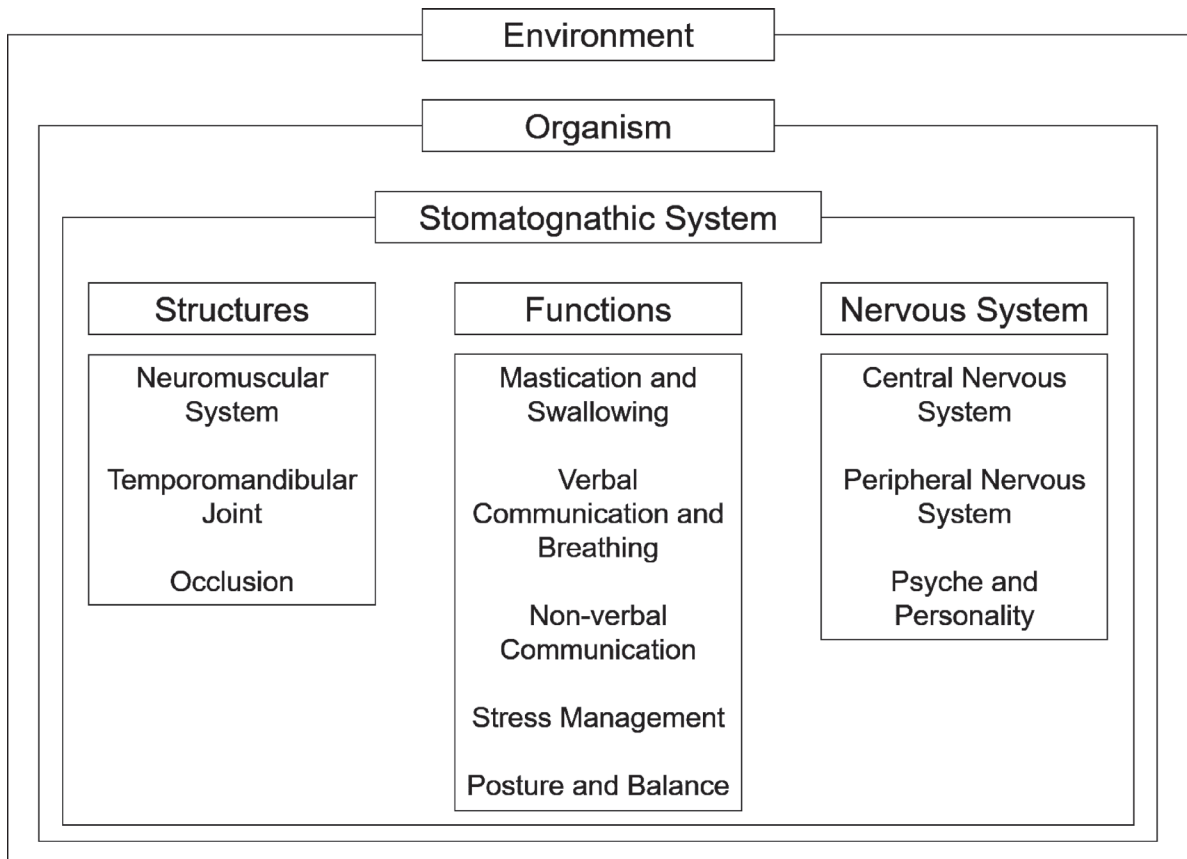 Environment
Organism
Stomatognathic System
Structures
Neuromuscular
System
Temporomandibular
Joint
Occlusion
Functions
Mastication and
Swallowing
Verbal
Communication and
Breathing
Non-verbal
Communication
Stress Management
Posture and Balance
Nervous System
Central Nervous
System
Peripheral Nervous
System
Psyche and
Personality